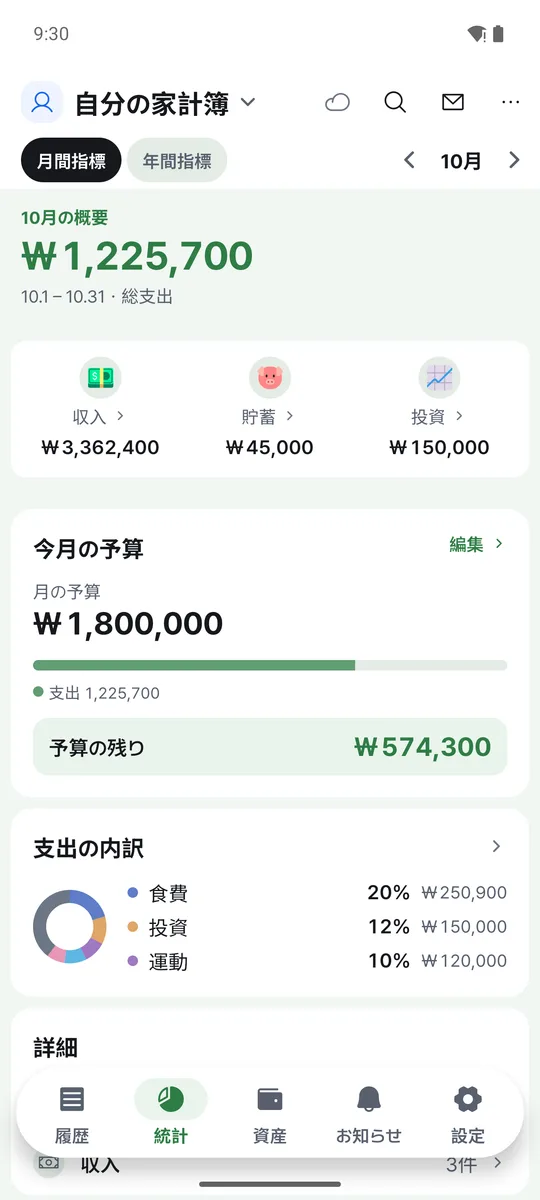 9:30
自分の家計簿
月間指標 年間指標 10月
10月の概要
₩1,225,700
10.1 – 10.31 · 総支出
収入 貯蓄 投資
₩3,362,400 ₩45,000 ₩150,000
今月の予算 編集
月の予算
₩1,800,000
支出 1,225,700
予算の残り ₩574,300
支出の内訳
食費 20% ₩250,900
投資 12% ₩150,000
運動 10% ₩120,000
詳細
履歴 統計 資産 お知らせ 設定
収入 3件